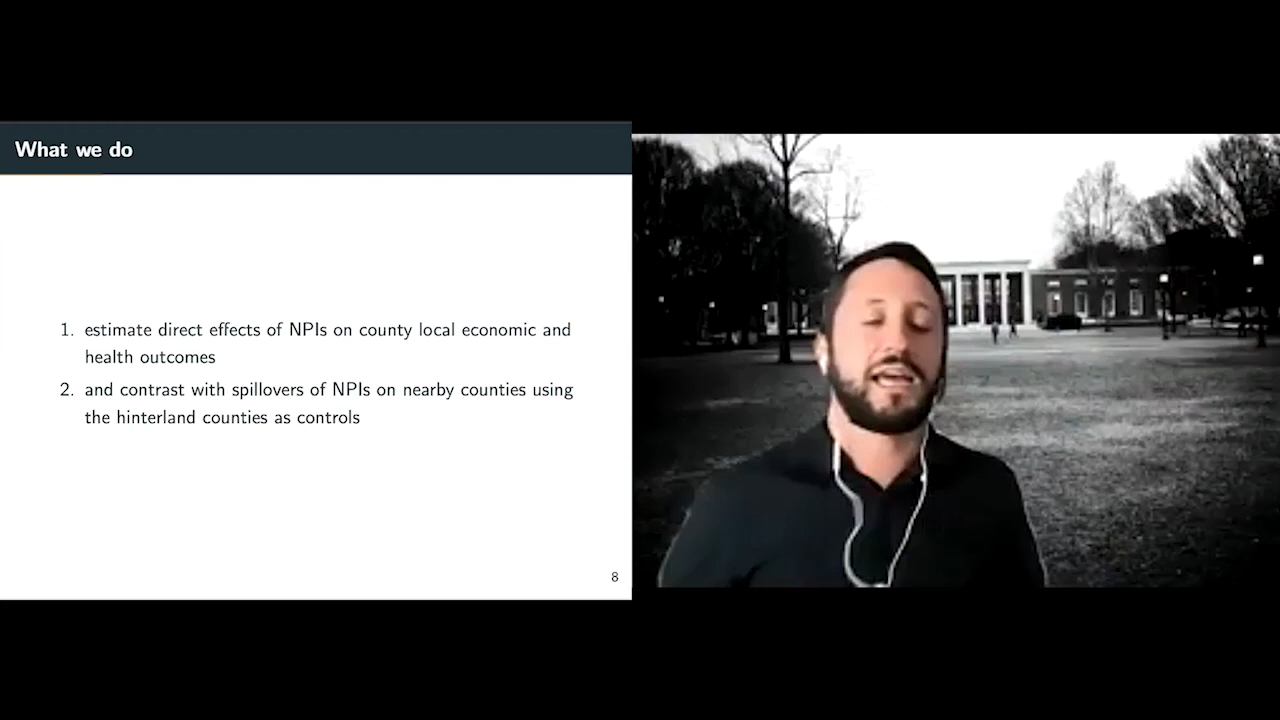 What we do
1. estimate direct effects of NPIs on county local economic and
health outcomes
2. and contrast with spillovers of NPIs on nearby counties using
the hinterland counties as controls
8